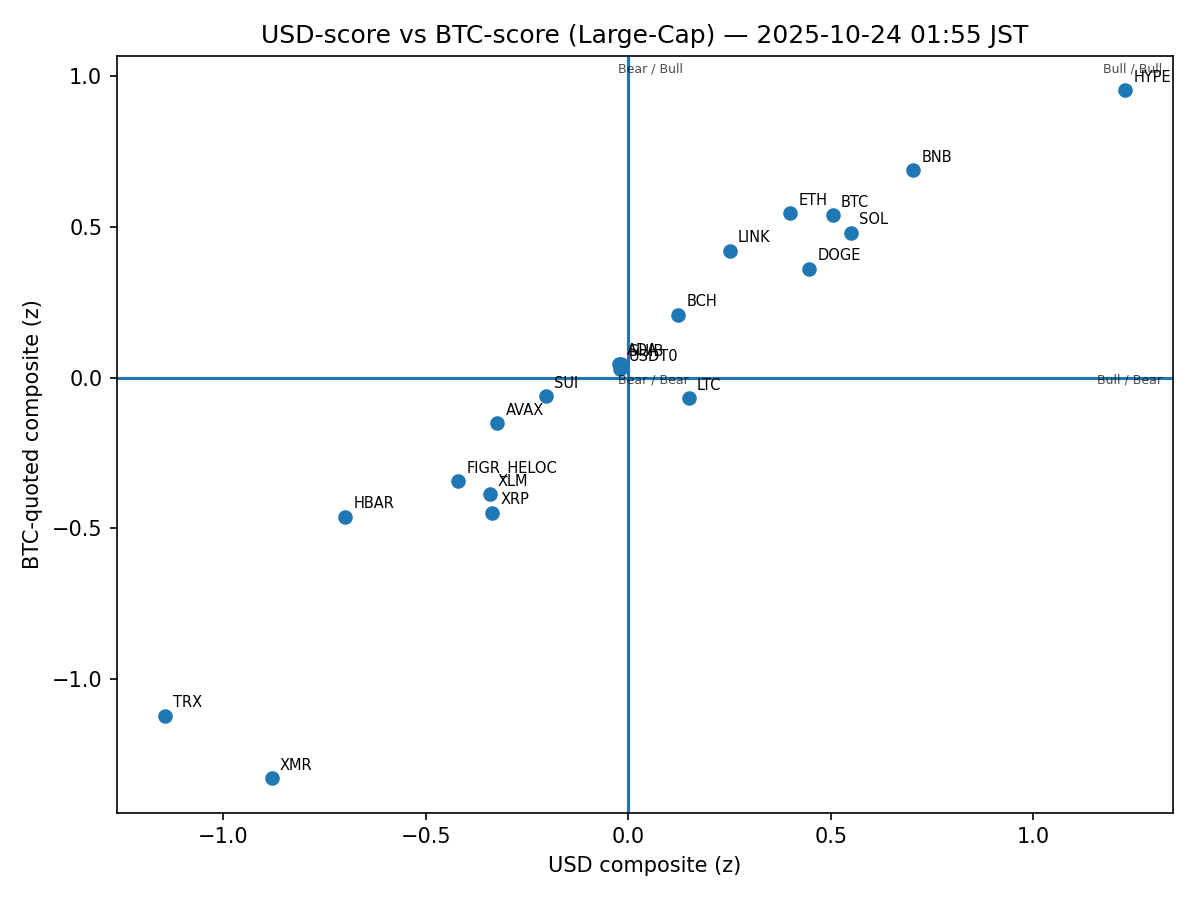 USD-score vs BTC-score (Large-Cap) — 2025-10-24 01:55 JST
Bear / Bull
Bull / Bull
HYPE
1.0
BNB
ETH
BTC
SOL
0.5
LINK
DOGE
BCH
ADA
USDT0
0.0
Bear / Bear
Bull / Bear
SUI
LTC
AVAX
FIGR_HELOC
XLM
XRP
HBAR
−0.5
−1.0
TRX
XMR
−1.0
−0.5
0.0
0.5
1.0
USD composite (z)
BTC-quoted composite (z)